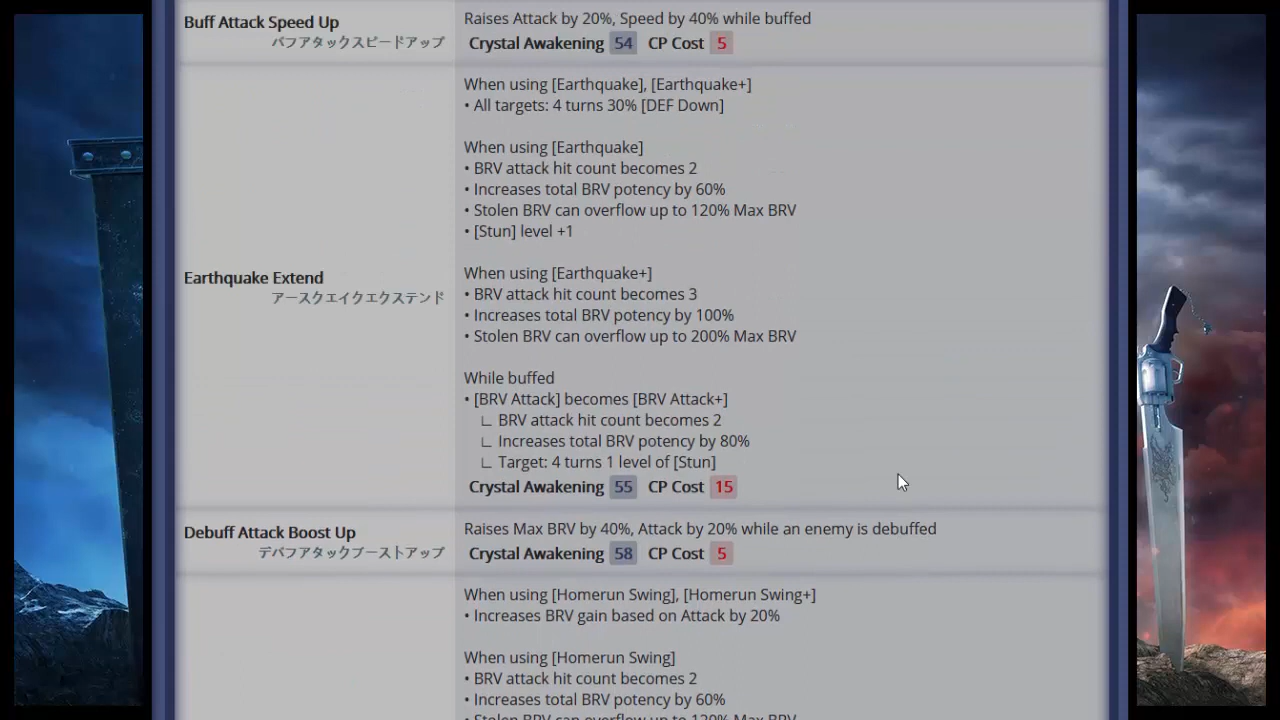 Buff Attack Speed Up
バフアタックスピードアップ
Raises Attack by 20%, Speed by 40% while buffed
Crystal Awakening 54 CP Cost 5
Earthquake Extend
アースクエイクエクステンド
When using [Earthquake], [Earthquake+]
• All targets: 4 turns 30% [DEF Down]
When using [Earthquake]
• BRV attack hit count becomes 2
• Increases total BRV potency by 60%
• Stolen BRV can overflow up to 120% Max BRV
• [Stun] level +1
When using [Earthquake+]
• BRV attack hit count becomes 3
• Increases total BRV potency by 100%
• Stolen BRV can overflow up to 200% Max BRV
While buffed
• [BRV Attack] becomes [BRV Attack+]
∟ BRV attack hit count becomes 2
∟ Increases total BRV potency by 80%
∟ Target: 4 turns 1 level of [Stun]
Crystal Awakening 55 CP Cost 15
Debuff Attack Boost Up
デバフアタックブーストアップ
Raises Max BRV by 40%, Attack by 20% while an enemy is debuffed
Crystal Awakening 58 CP Cost 5
When using [Homerun Swing], [Homerun Swing+]
• Increases BRV gain based on Attack by 20%
When using [Homerun Swing]
• BRV attack hit count becomes 2
• Increases total BRV potency by 60%
• Stolen BRV can overflow up to 120% Max BRV